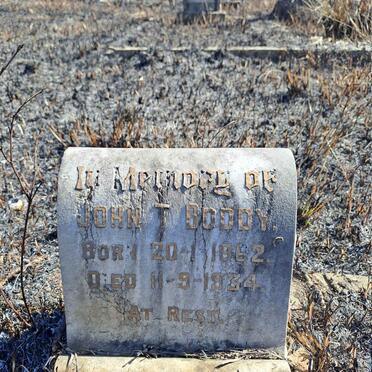 In Memory of
JOHN T. DODDY.
Born 20-1-1862.
Died 11-9-1934.
At Rest.